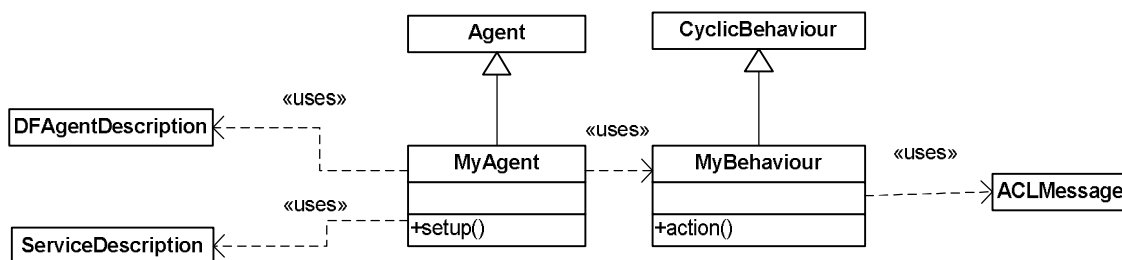 Agent
CyclicBehaviour
«uses»
DFAgentDescription
«uses»
MyAgent
MyBehaviour
«uses»
ACLMessage
«uses»
+setup()
+action()
ServiceDescription